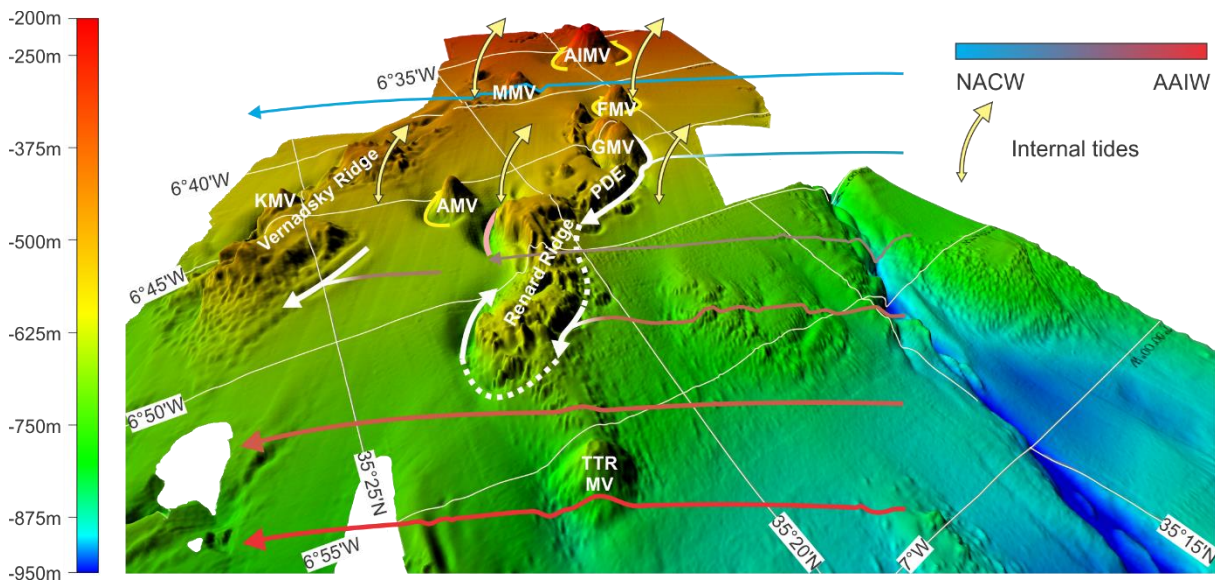 -200m
-250m
-375m
-500m
-625m
-750m
-875m
-950m
NACW
AAIW
Internal tides
6°35'W
AIMV
MMV
FMV
GMV
6°40'W
Vernadsky Ridge
KMV
AMV
PDE
6°45'W
Renard Ridge
6°50'W
35°25'N
TTR
MV
6°55'W
35°20'N
7°W
35°15'N